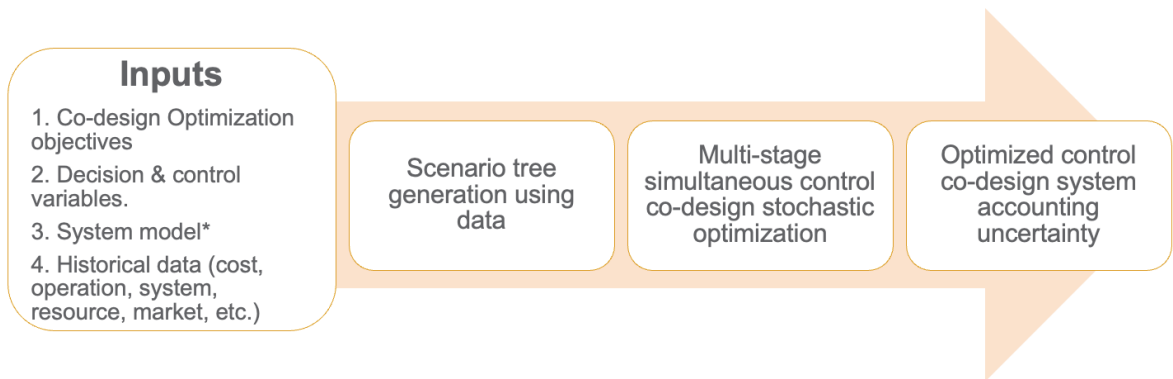 Inputs
1. Co-design Optimization
objectives
2. Decision & control
variables.
3. System model*
4. Historical data (cost,
operation, system,
resource, market, etc.)
Scenario tree
generation using
data
Multi-stage
simultaneous control
co-design stochastic
optimization
Optimized control
co-design system
accounting
uncertainty